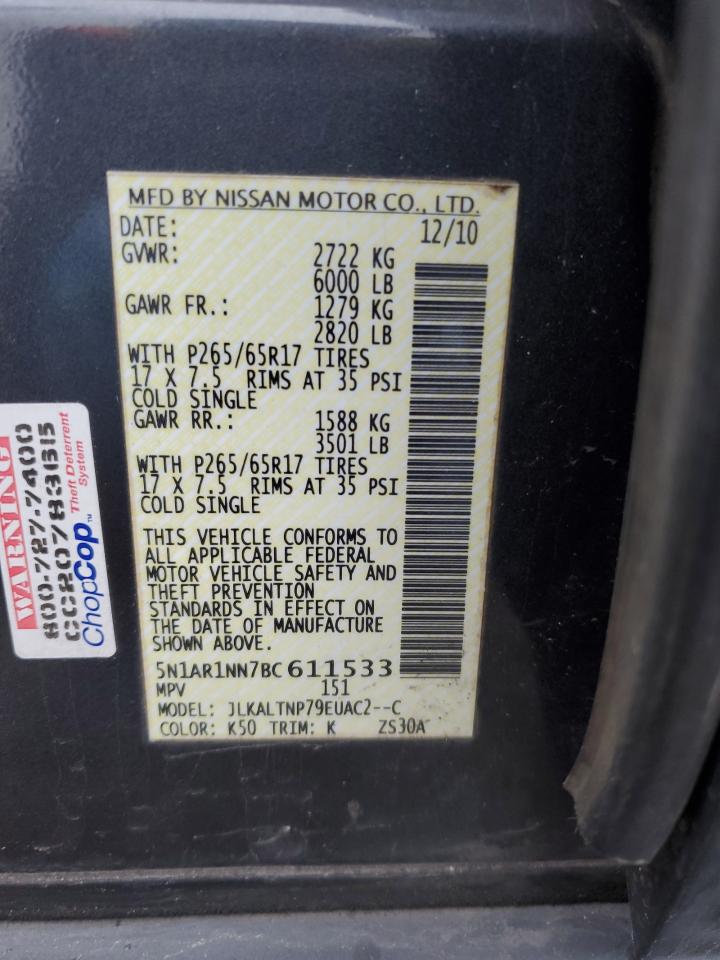 MFD BY NISSAN MOTOR CO., LTD.
DATE: 12/10
GVWR: 2722 KG
6000 LB
GAWR FR.: 1279 KG
2820 LB
WITH P265/65R17 TIRES
17 X 7.5 RIMS AT 35 PSI
COLD SINGLE
GAWR RR.: 1588 KG
3501 LB
WITH P265/65R17 TIRES
17 X 7.5 RIMS AT 35 PSI
COLD SINGLE
THIS VEHICLE CONFORMS TO
ALL APPLICABLE FEDERAL
MOTOR VEHICLE SAFETY AND
THEFT PREVENTION
STANDARDS IN EFFECT ON
THE DATE OF MANUFACTURE
SHOWN ABOVE.
5N1AR1NN7BC 611533
MPV 151
MODEL: JLKALTNP79EUAC2--C
COLOR: K50 TRIM: K ZS30A
WARNING
800-727-7400
CC20783615
ChopCop™
Theft Deterrent
System